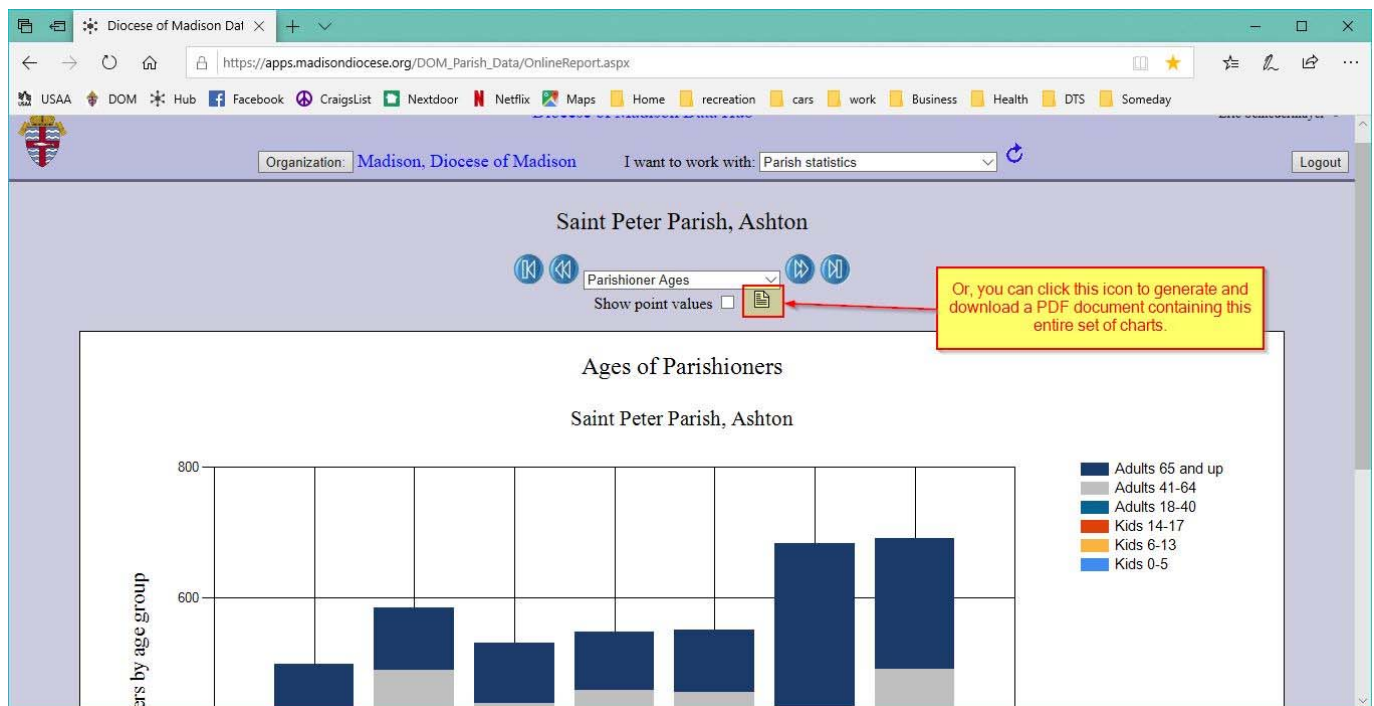 Diocese of Madison Dat
https://apps.madisondiocese.org/DOM_Parish_Data/OnlineReport.aspx
USAA DOM Hub Facebook CraigsList Nextdoor Netflix Maps Home recreation cars work Business Health DTS Someday
Organization: Madison, Diocese of Madison I want to work with: Parish statistics Logout
Saint Peter Parish, Ashton
Parishioner Ages
Show point values
Or, you can click this icon to generate and
download a PDF document containing this
entire set of charts.
Ages of Parishioners
Saint Peter Parish, Ashton
800
600
ers by age group
Adults 65 and up
Adults 41-64
Adults 18-40
Kids 14-17
Kids 6-13
Kids 0-5